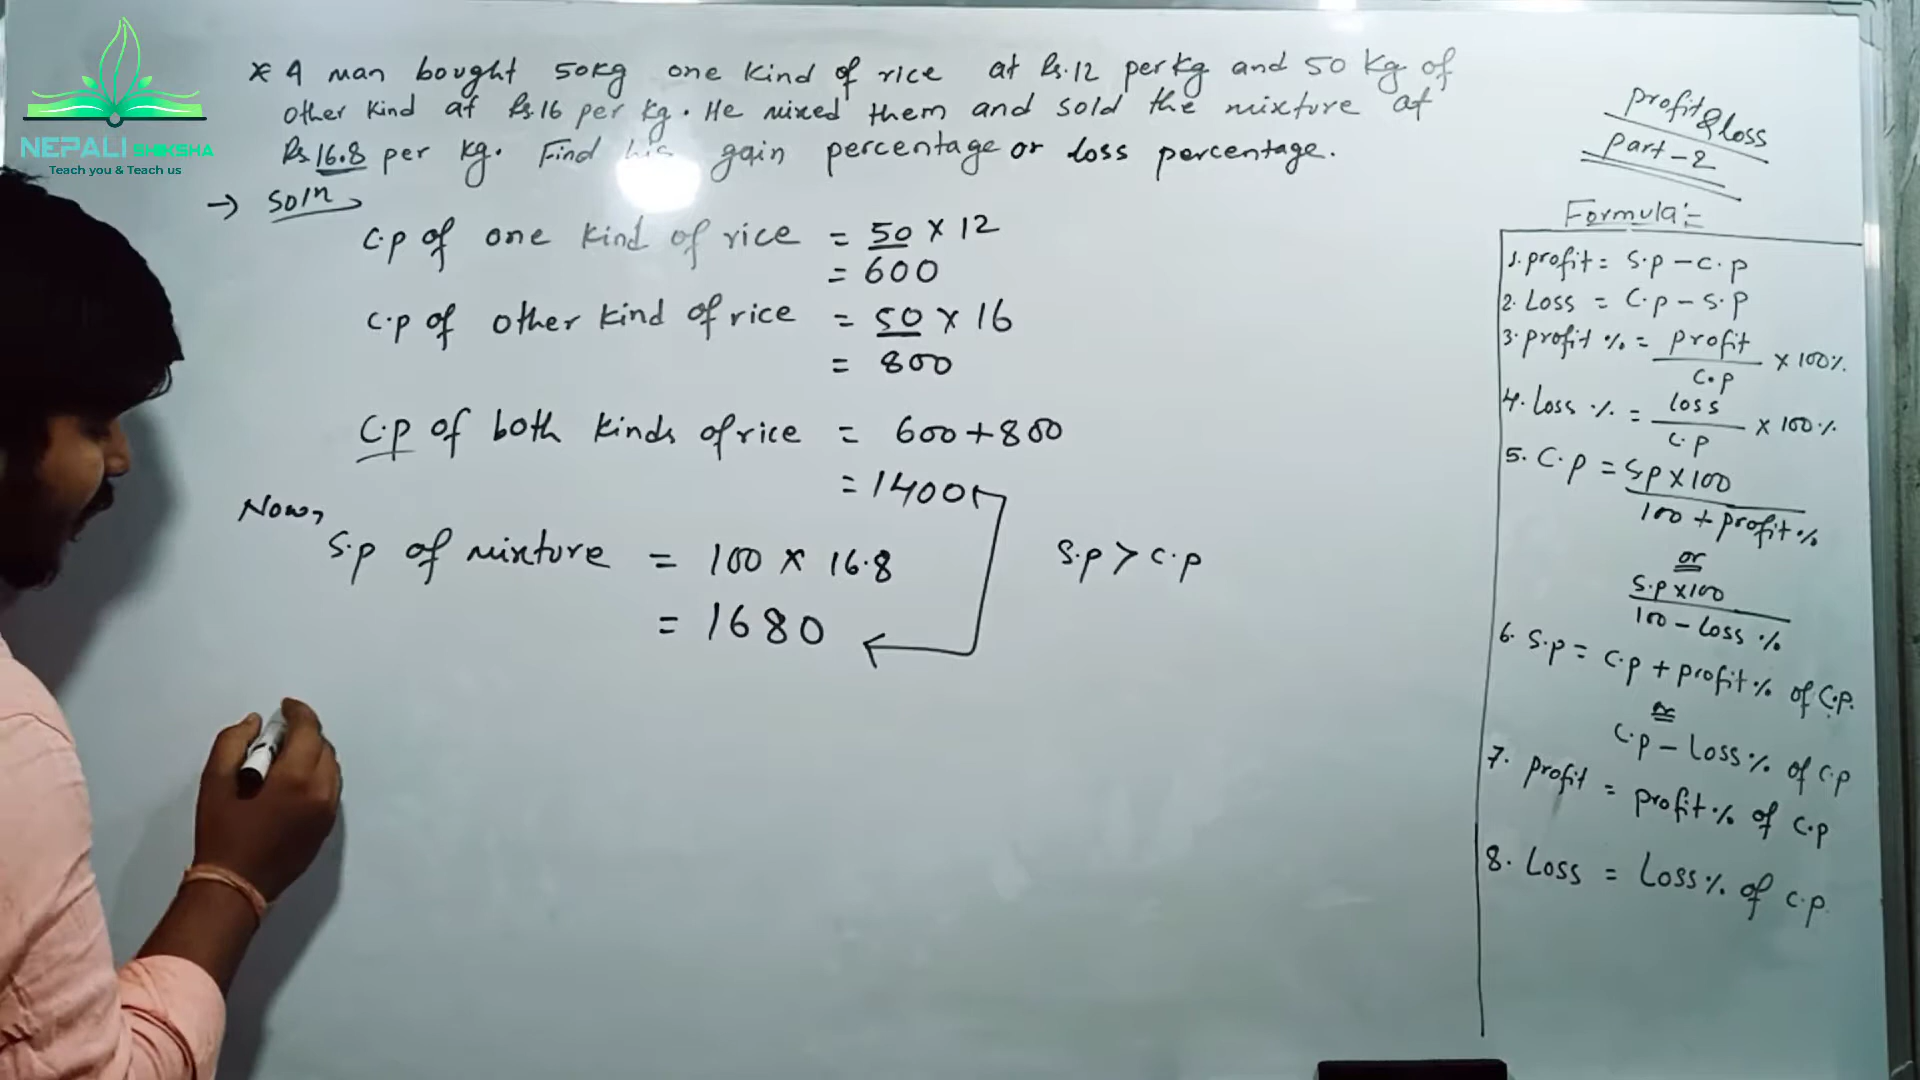 NEPALI SHIKSHA
Teach you & Teach us
* A man bought 50kg one kind of rice at Rs.12 per kg and 50 kg of
other kind at Rs.16 per kg. He mixed them and sold the mixture at
Rs 16.8 per kg. Find his gain percentage or loss percentage.
→ Soln
C.p of one kind of rice = 50 × 12
= 600
C.p of other kind of rice = 50 × 16
= 800
C.p of both kinds of rice = 600+800
= 1400
Now,
S.p of mixture = 100 × 16.8
= 1680
S.p > C.p
profit & loss
part - 2
Formula:-
1. profit = S.p - C.p
2. Loss = C.p - S.p
3. profit % = profit / C.p × 100%
4. Loss % = loss / C.p × 100%
5. C.p = S.p × 100 / 100 + profit %
or
S.p × 100 / 100 - Loss %
6. S.p = C.p + profit % of C.p.
or
C.p - Loss % of C.p
7. profit = profit % of C.p
8. Loss = Loss % of C.p.